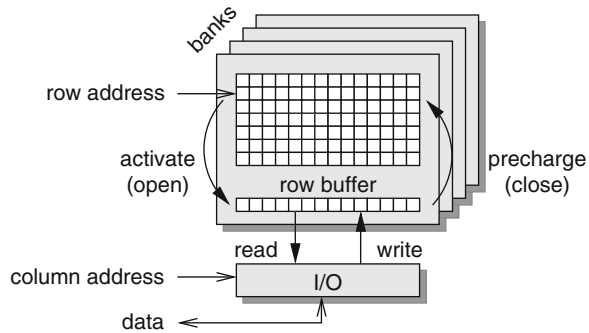 banks
row address
activate
(open)
precharge
(close)
row buffer
read
write
column address
I/O
data